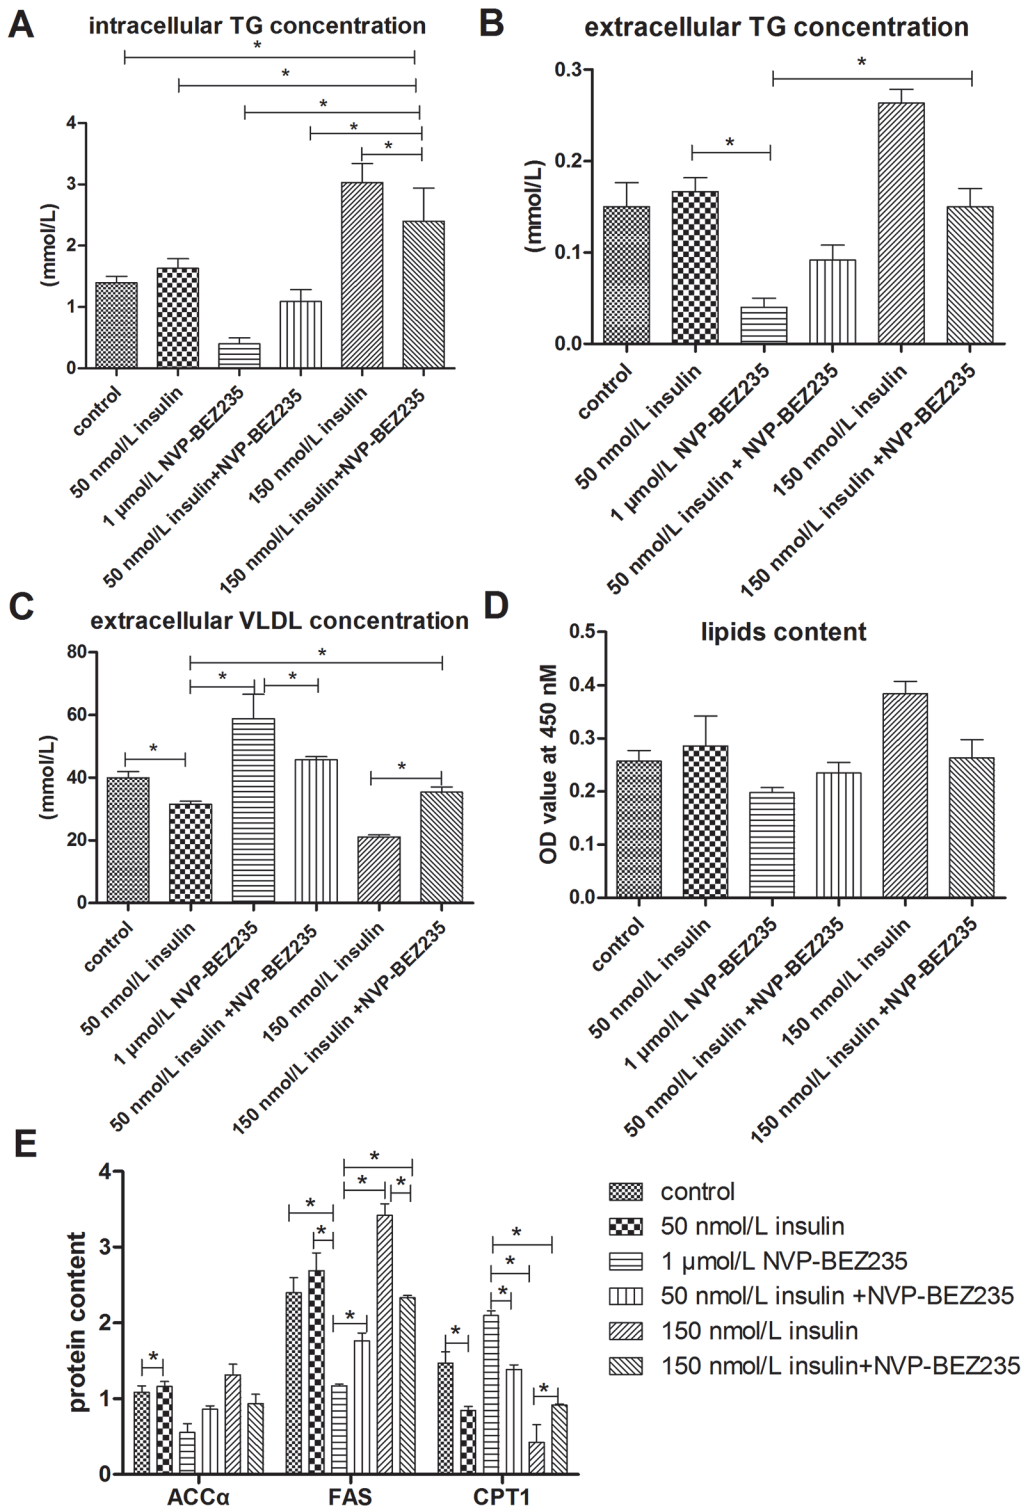 A
intracellular TG concentration
*
*
*
*
*
4
3
2
1
0
(mmol/L)
control
50 nmol/L insulin
1 μmol/L NVP-BEZ235
50 nmol/L insulin+NVP-BEZ235
150 nmol/L insulin
150 nmol/L insulin+NVP-BEZ235
B
extracellular TG concentration
*
*
0.3
0.2
0.1
0.0
(mmol/L)
control
50 nmol/L insulin
1 μmol/L NVP-BEZ235
50 nmol/L insulin + NVP-BEZ235
150 nmol/L insulin
150 nmol/L insulin +NVP-BEZ235
C
extracellular VLDL concentration
*
*
*
*
*
80
60
40
20
0
(mmol/L)
control
50 nmol/L insulin
1 μmol/L NVP-BEZ235
50 nmol/L insulin +NVP-BEZ235
150 nmol/L insulin
150 nmol/L insulin +NVP-BEZ235
D
lipids content
0.5
0.4
0.3
0.2
0.1
0.0
OD value at 450 nM
control
50 nmol/L insulin
1 μmol/L NVP-BEZ235
50 nmol/L insulin +NVP-BEZ235
150 nmol/L insulin
150 nmol/L insulin +NVP-BEZ235
E
4
3
2
1
0
protein content
*
*
*
*
*
*
*
*
*
*
*
*
ACCα
FAS
CPT1
control
50 nmol/L insulin
1 μmol/L NVP-BEZ235
50 nmol/L insulin +NVP-BEZ235
150 nmol/L insulin
150 nmol/L insulin+NVP-BEZ235